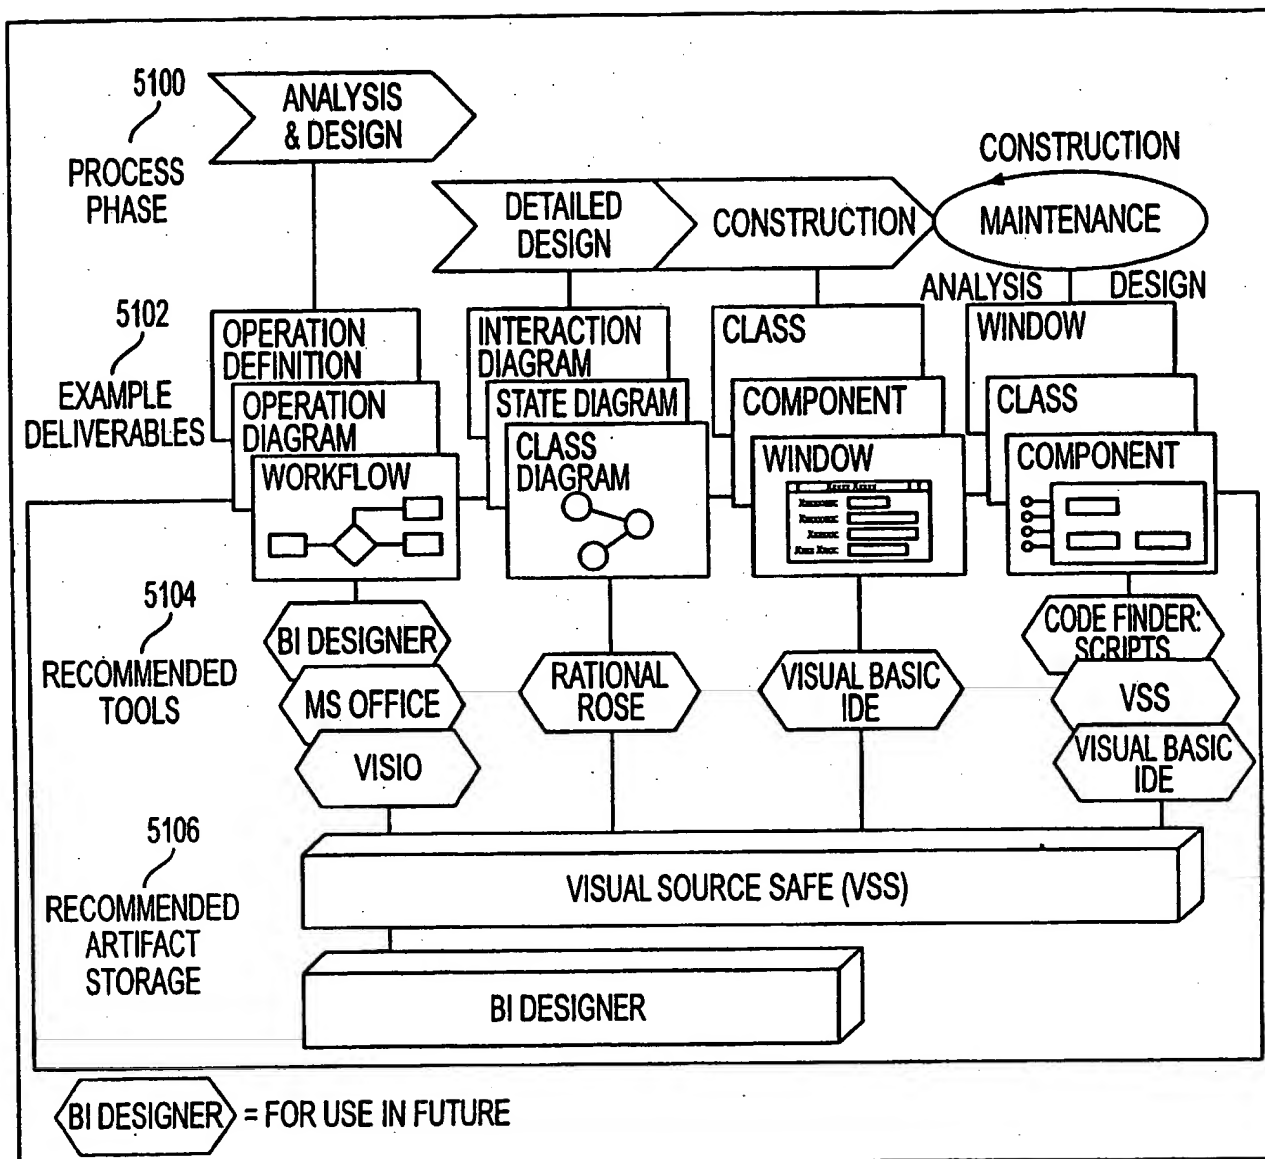 5100
PROCESS
PHASE
ANALYSIS
& DESIGN
DETAILED
DESIGN
CONSTRUCTION
CONSTRUCTION
MAINTENANCE
ANALYSIS
DESIGN
5102
EXAMPLE
DELIVERABLES
OPERATION
DEFINITION
OPERATION
DIAGRAM
WORKFLOW
INTERACTION
DIAGRAM
STATE DIAGRAM
CLASS
DIAGRAM
CLASS
COMPONENT
WINDOW
WINDOW
CLASS
COMPONENT
5104
RECOMMENDED
TOOLS
BI DESIGNER
MS OFFICE
VISIO
RATIONAL
ROSE
VISUAL BASIC
IDE
CODE FINDER:
SCRIPTS
VSS
VISUAL BASIC
IDE
5106
RECOMMENDED
ARTIFACT
STORAGE
VISUAL SOURCE SAFE (VSS)
BI DESIGNER
BI DESIGNER = FOR USE IN FUTURE